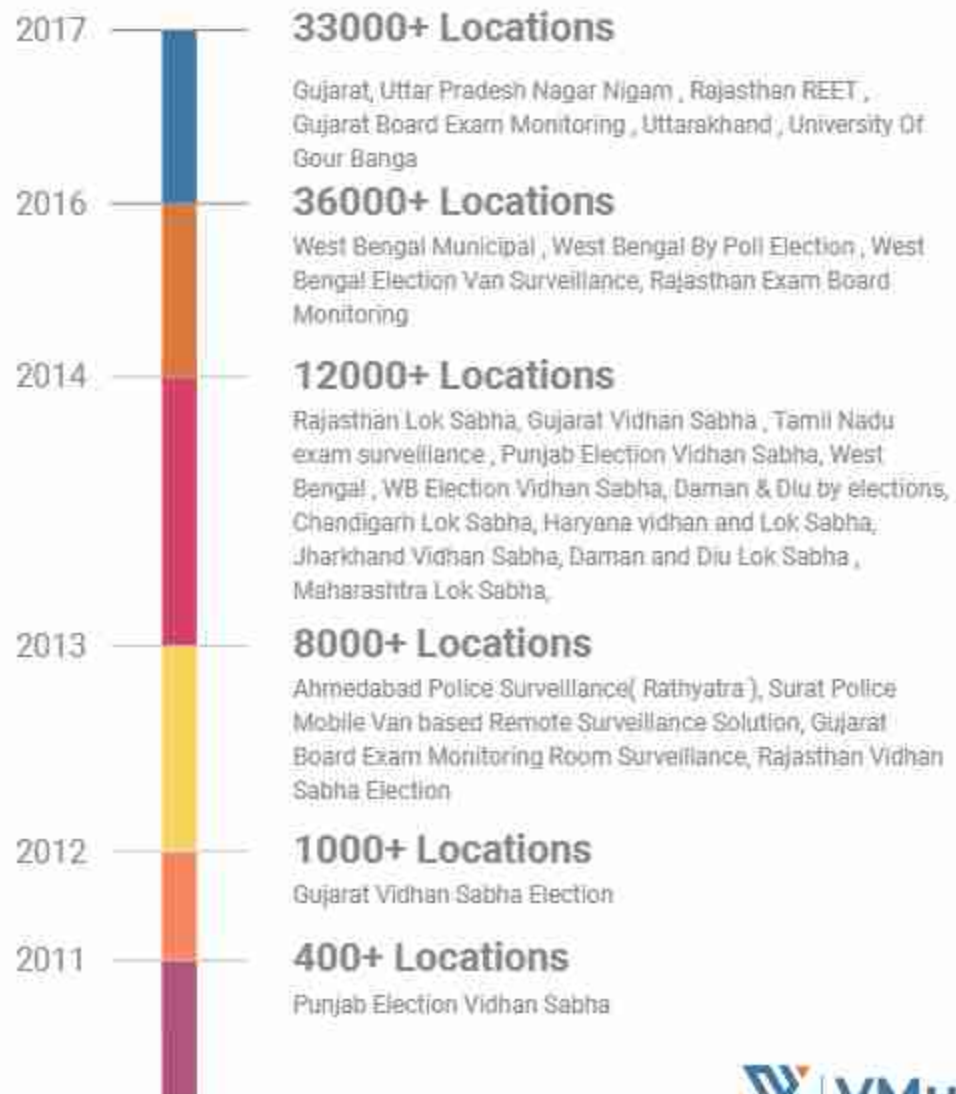 2017
33000+ Locations
Gujarat, Uttar Pradesh Nagar Nigam , Rajasthan REET ,
Gujarat Board Exam Monitoring , Uttarakhand , University Of
Gour Banga
2016
36000+ Locations
West Bengal Municipal , West Bengal By Poll Election , West
Bengal Election Van Surveillance, Rajasthan Exam Board
Monitoring
2014
12000+ Locations
Rajasthan Lok Sabha, Gujarat Vidhan Sabha , Tamil Nadu
exam surveillance , Punjab Election Vidhan Sabha, West
Bengal , WB Election Vidhan Sabha, Daman & Diu by elections,
Chandigarh Lok Sabha, Haryana vidhan and Lok Sabha,
Jharkhand Vidhan Sabha, Daman and Diu Lok Sabha ,
Maharashtra Lok Sabha,
2013
8000+ Locations
Ahmedabad Police Surveillance( Rathyatra ), Surat Police
Mobile Van based Remote Surveillance Solution, Gujarat
Board Exam Monitoring Room Surveillance, Rajasthan Vidhan
Sabha Election
2012
1000+ Locations
Gujarat Vidhan Sabha Election
2011
400+ Locations
Punjab Election Vidhan Sabha